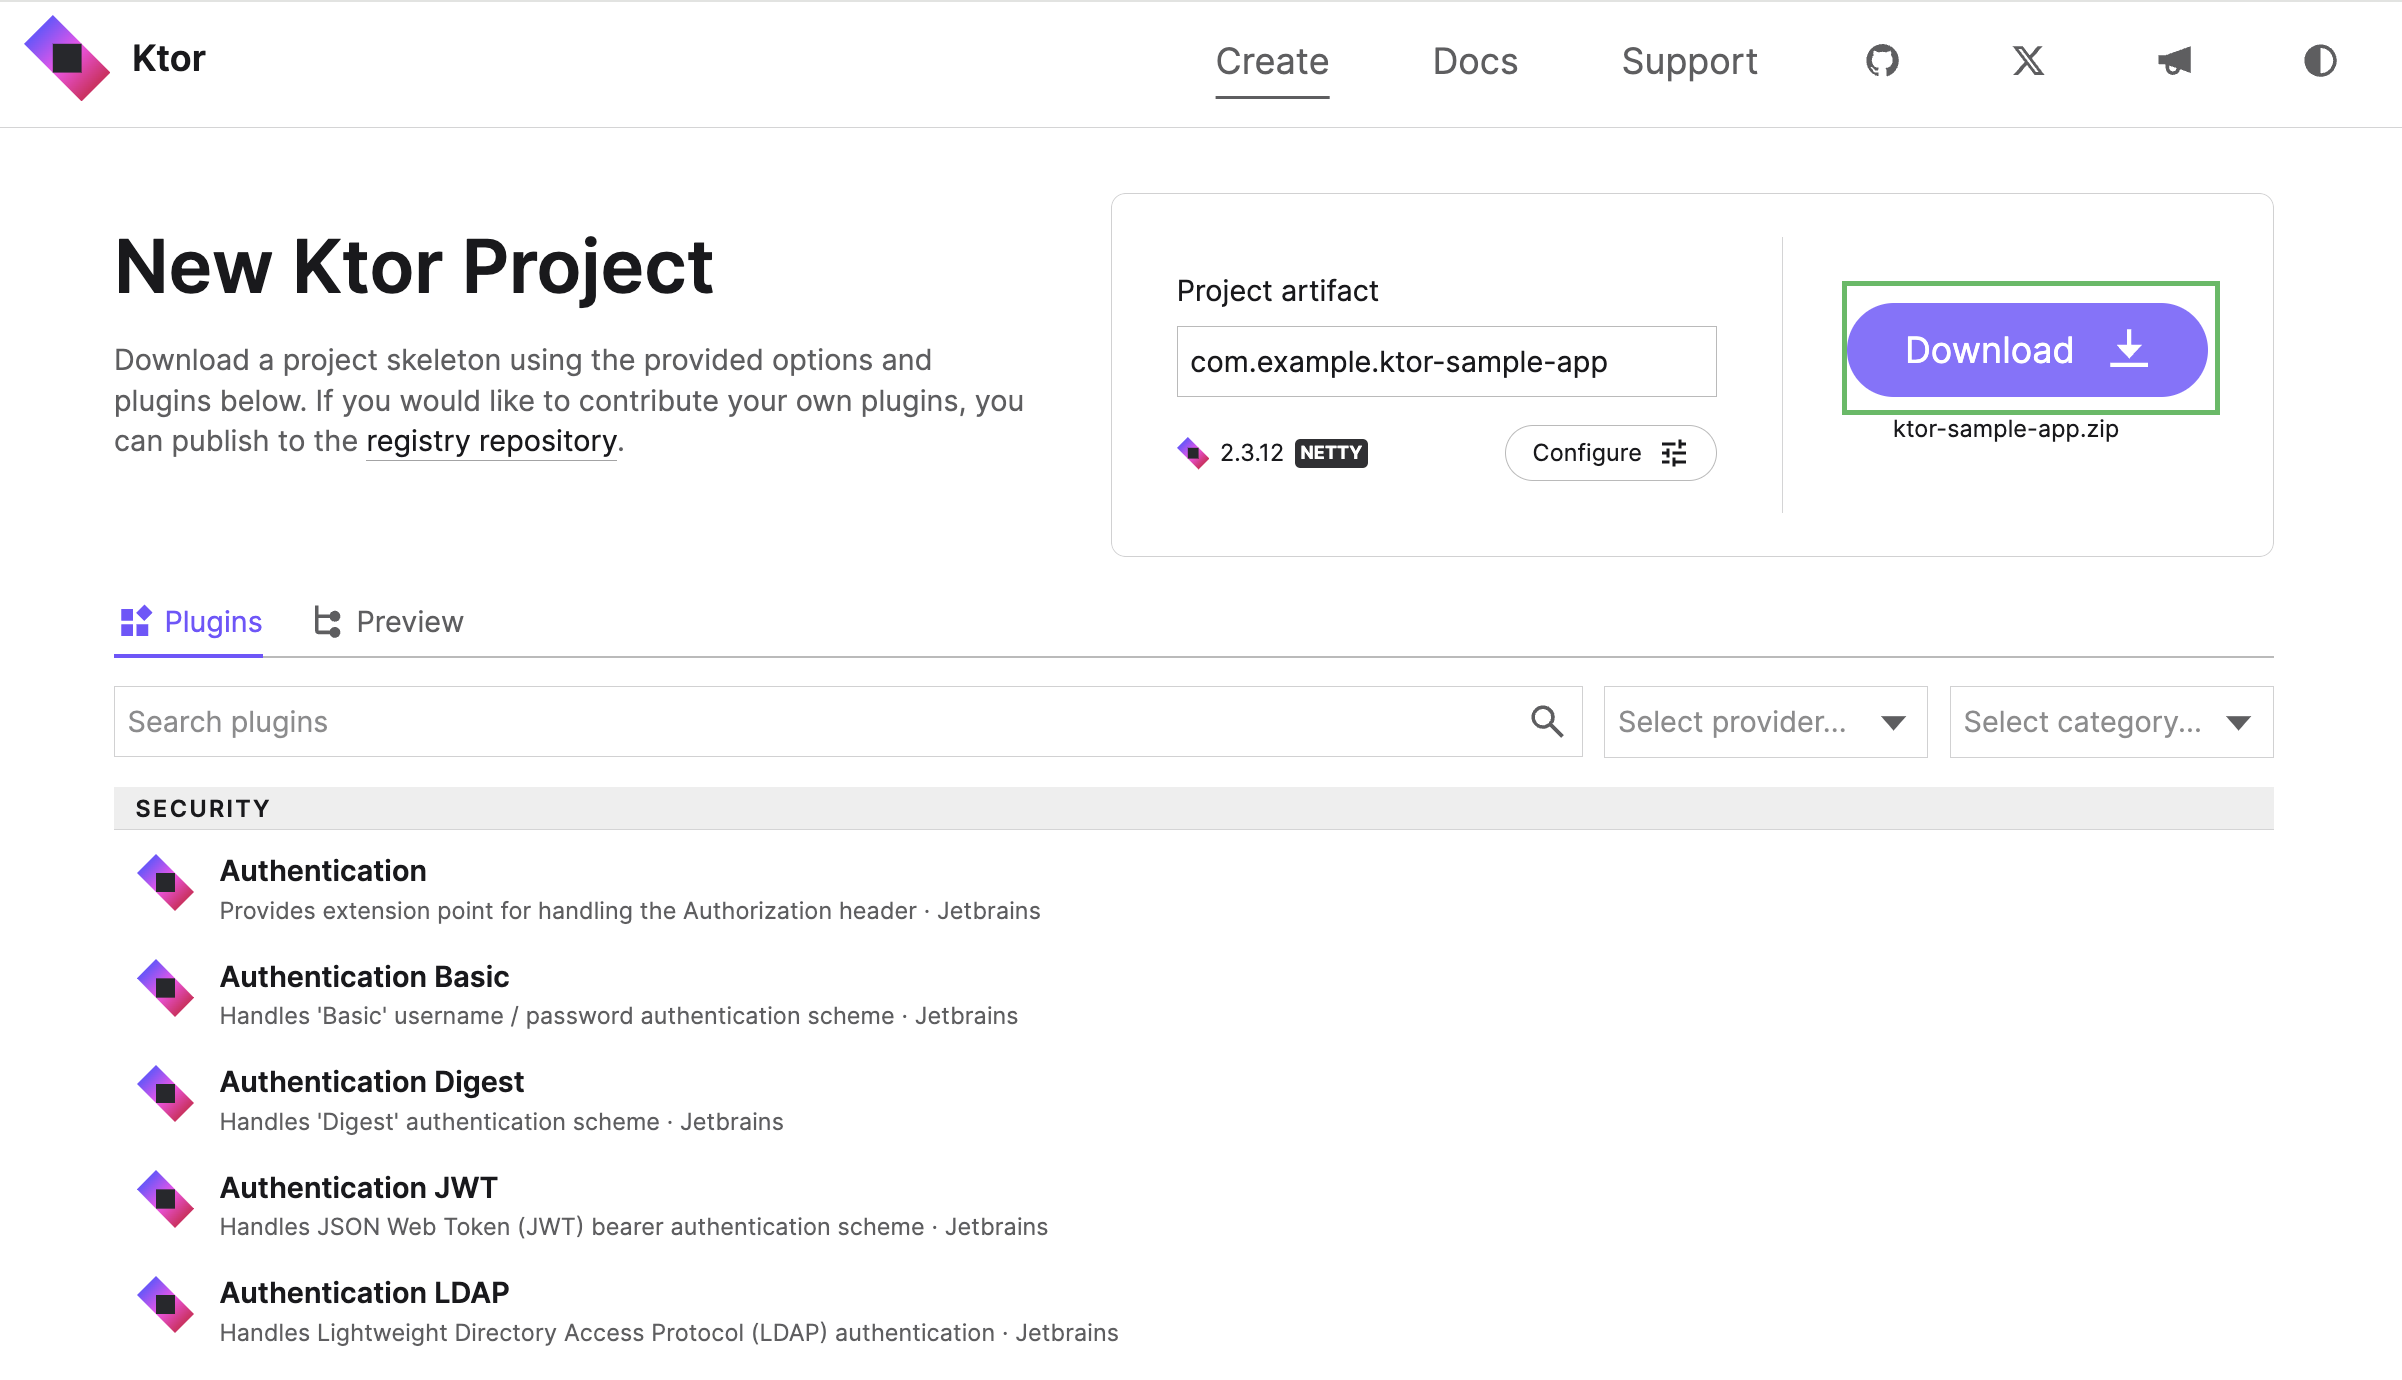 Ktor
Create
Docs
Support
New Ktor Project
Download a project skeleton using the provided options and
plugins below. If you would like to contribute your own plugins, you
can publish to the registry repository.
Project artifact
com.example.ktor-sample-app
2.3.12 NETTY
Configure
Download
ktor-sample-app.zip
Plugins
Preview
Search plugins
Select provider...
Select category...
SECURITY
Authentication
Provides extension point for handling the Authorization header · Jetbrains
Authentication Basic
Handles 'Basic' username / password authentication scheme · Jetbrains
Authentication Digest
Handles 'Digest' authentication scheme · Jetbrains
Authentication JWT
Handles JSON Web Token (JWT) bearer authentication scheme · Jetbrains
Authentication LDAP
Handles Lightweight Directory Access Protocol (LDAP) authentication · Jetbrains